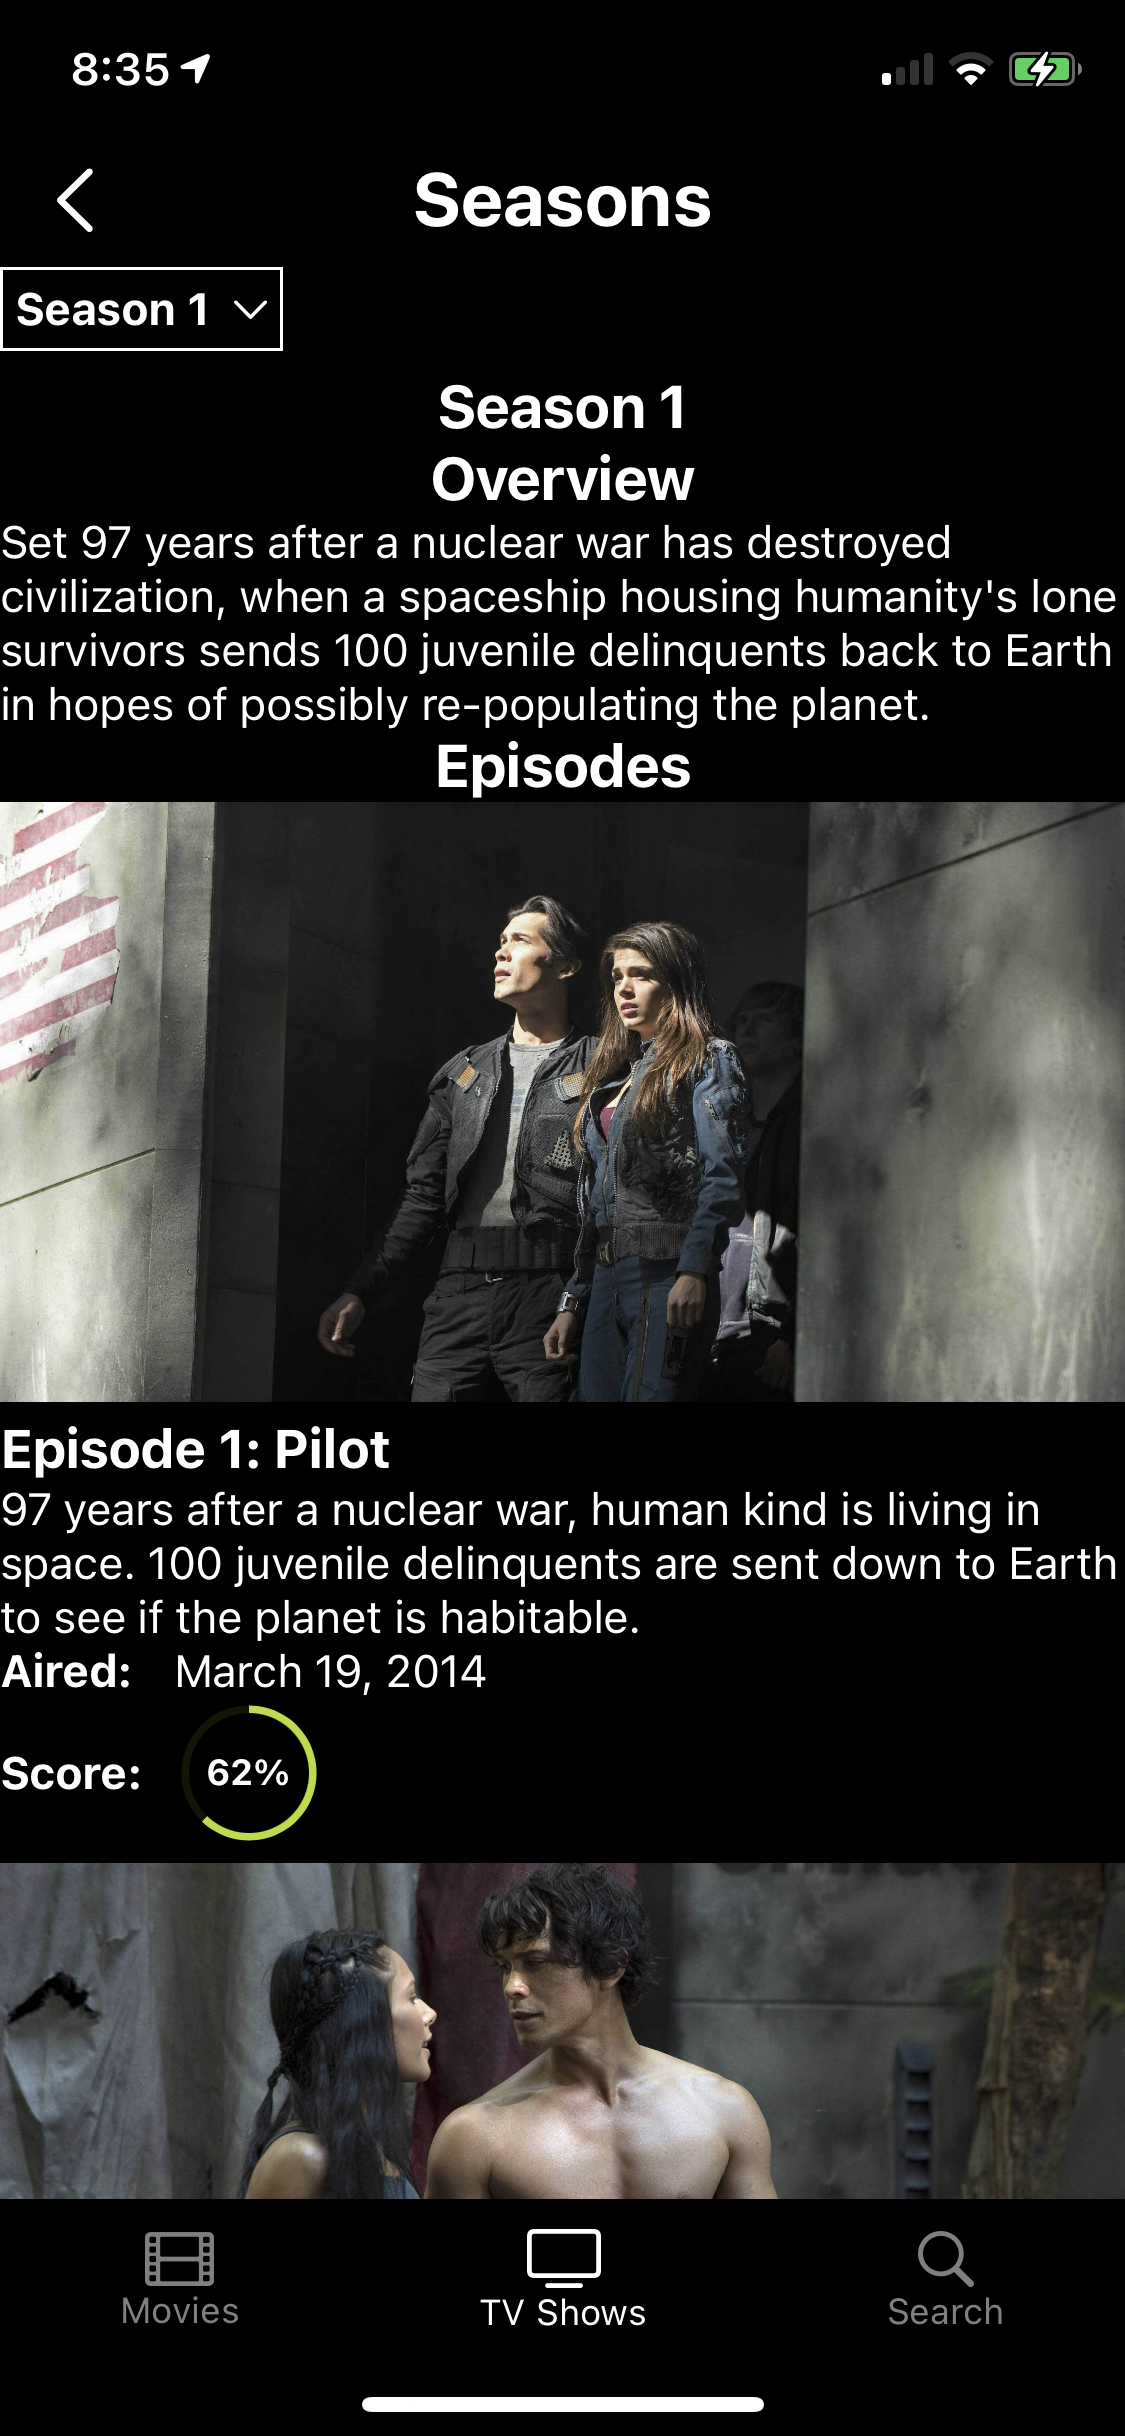 8:35
Seasons
Season 1
Season 1
Overview
Set 97 years after a nuclear war has destroyed
civilization, when a spaceship housing humanity's lone
survivors sends 100 juvenile delinquents back to Earth
in hopes of possibly re-populating the planet.
Episodes
Episode 1: Pilot
97 years after a nuclear war, human kind is living in
space. 100 juvenile delinquents are sent down to Earth
to see if the planet is habitable.
Aired: March 19, 2014
Score: 62%
Movies
TV Shows
Search